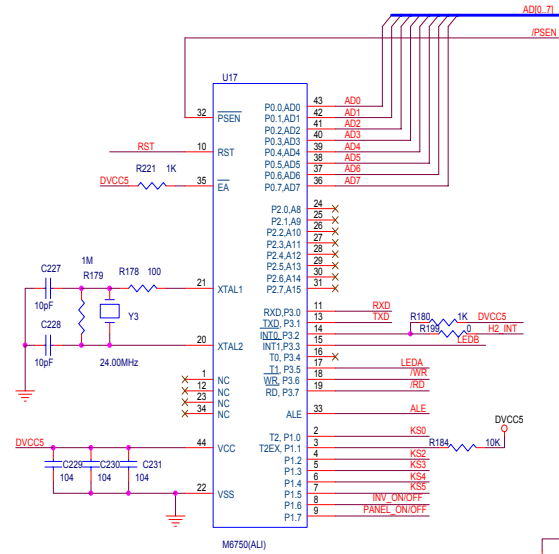 AD[0..7]
/PSEN
U17
32 PSEN P0.0,AD0 43 AD0
P0.1,AD1 42 AD1
P0.2,AD2 41 AD2
RST 10 RST P0.3,AD3 40 AD3
P0.4,AD4 39 AD4
R221 1K P0.5,AD5 38 AD5
DVCC5 35 EA P0.6,AD6 37 AD6
P0.7,AD7 36 AD7
P2.0,A8 24
P2.1,A9 25
P2.2,A10 26
P2.3,A11 27
P2.4,A12 28
P2.5,A13 29
P2.6,A14 30
P2.7,A15 31
1M
C227 R179 R178 100 21 XTAL1
10pF Y3
RXD,P3.0 11 RXD
TXD, P3.1 13 TXD R180 1K DVCC5
INT0, P3.2 14 R199 0 H2_INT
C228 20 XTAL2 INT1,P3.3 15 LEDB
10pF 24.00MHz T0, P3.4 16
T1, P3.5 17 LEDA
WR, P3.6 18 /WR
RD, P3.7 19 /RD
1 NC
12 NC
23 NC
34 NC
ALE 33 ALE
DVCC5
T2, P1.0 2 KS0
DVCC5 44 VCC T2EX, P1.1 3 R184 10K
P1.2 4 KS2
C229 C230 C231 P1.3 5 KS3
104 104 104 P1.4 6 KS4
P1.5 7 KS5
22 VSS P1.6 8 INV_ON/OFF
P1.7 9 PANEL_ON/OFF
M6750(ALI)